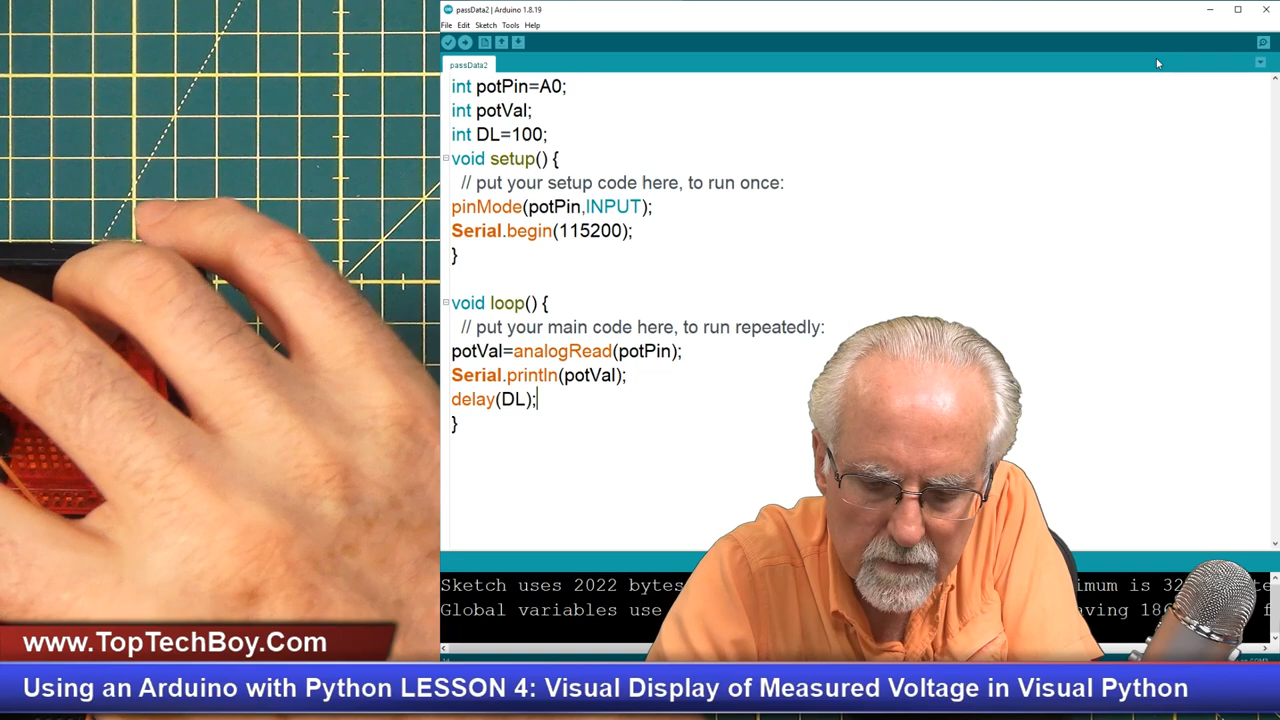 passData2 | Arduino 1.8.19
File Edit Sketch Tools Help
passData2
int potPin=A0;
int potVal;
int DL=100;
void setup() {
// put your setup code here, to run once:
pinMode(potPin,INPUT);
Serial.begin(115200);
}
void loop() {
// put your main code here, to run repeatedly:
potVal=analogRead(potPin);
Serial.println(potVal);
delay(DL);
}
Sketch uses 2022 bytes is
Global variables use
www.TopTechBoy.Com
Using an Arduino with Python LESSON 4: Visual Display of Measured Voltage in Visual Python